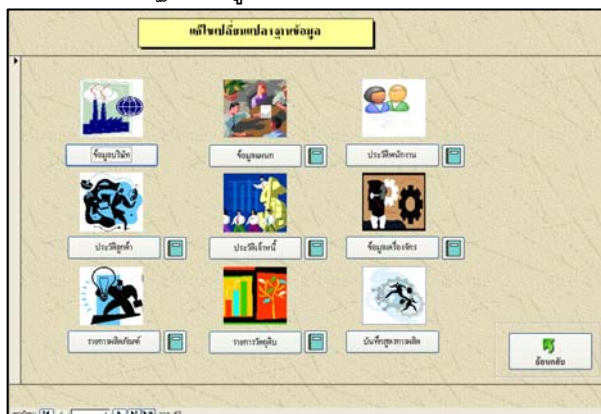 แก้ไขเปลี่ยนแปลงฐานข้อมูล
ข้อมูลบริษัท
ข้อมูลแผนก
ประวัติพนักงาน
ประวัติลูกค้า
ประวัติเจ้าหนี้
ข้อมูลเครื่องจักร
รายการผลิตภัณฑ์
รายการวัตถุดิบ
บันทึกสูตรการผลิต
ย้อนกลับ